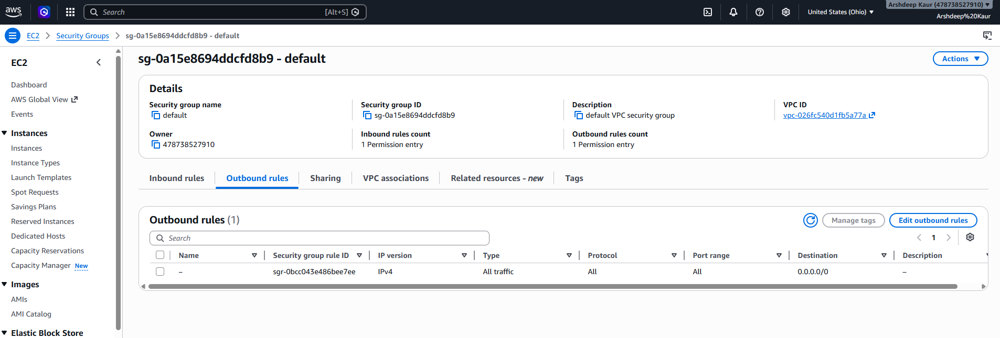 aws Search [Alt+S] United States (Ohio) Arshdeep Kaur (478738527910)
Arshdeep%20Kaur
EC2 Security Groups sg-0a15e8694ddcfd8b9 - default
EC2
Dashboard
AWS Global View
Events
Instances
Instances
Instance Types
Launch Templates
Spot Requests
Savings Plans
Reserved Instances
Dedicated Hosts
Capacity Reservations
Capacity Manager New
Images
AMIs
AMI Catalog
Elastic Block Store
sg-0a15e8694ddcfd8b9 - default
Actions
Details
Security group name
default
Security group ID
sg-0a15e8694ddcfd8b9
Description
default VPC security group
VPC ID
vpc-026fc540d1fb5a77a
Owner
478738527910
Inbound rules count
1 Permission entry
Outbound rules count
1 Permission entry
Inbound rules Outbound rules Sharing VPC associations Related resources - new Tags
Outbound rules (1)
Manage tags Edit outbound rules
Search
1
Name Security group rule ID IP version Type Protocol Port range Destination Description
– sgr-0bcc043e486bee7ee IPv4 All traffic All All 0.0.0.0/0 –